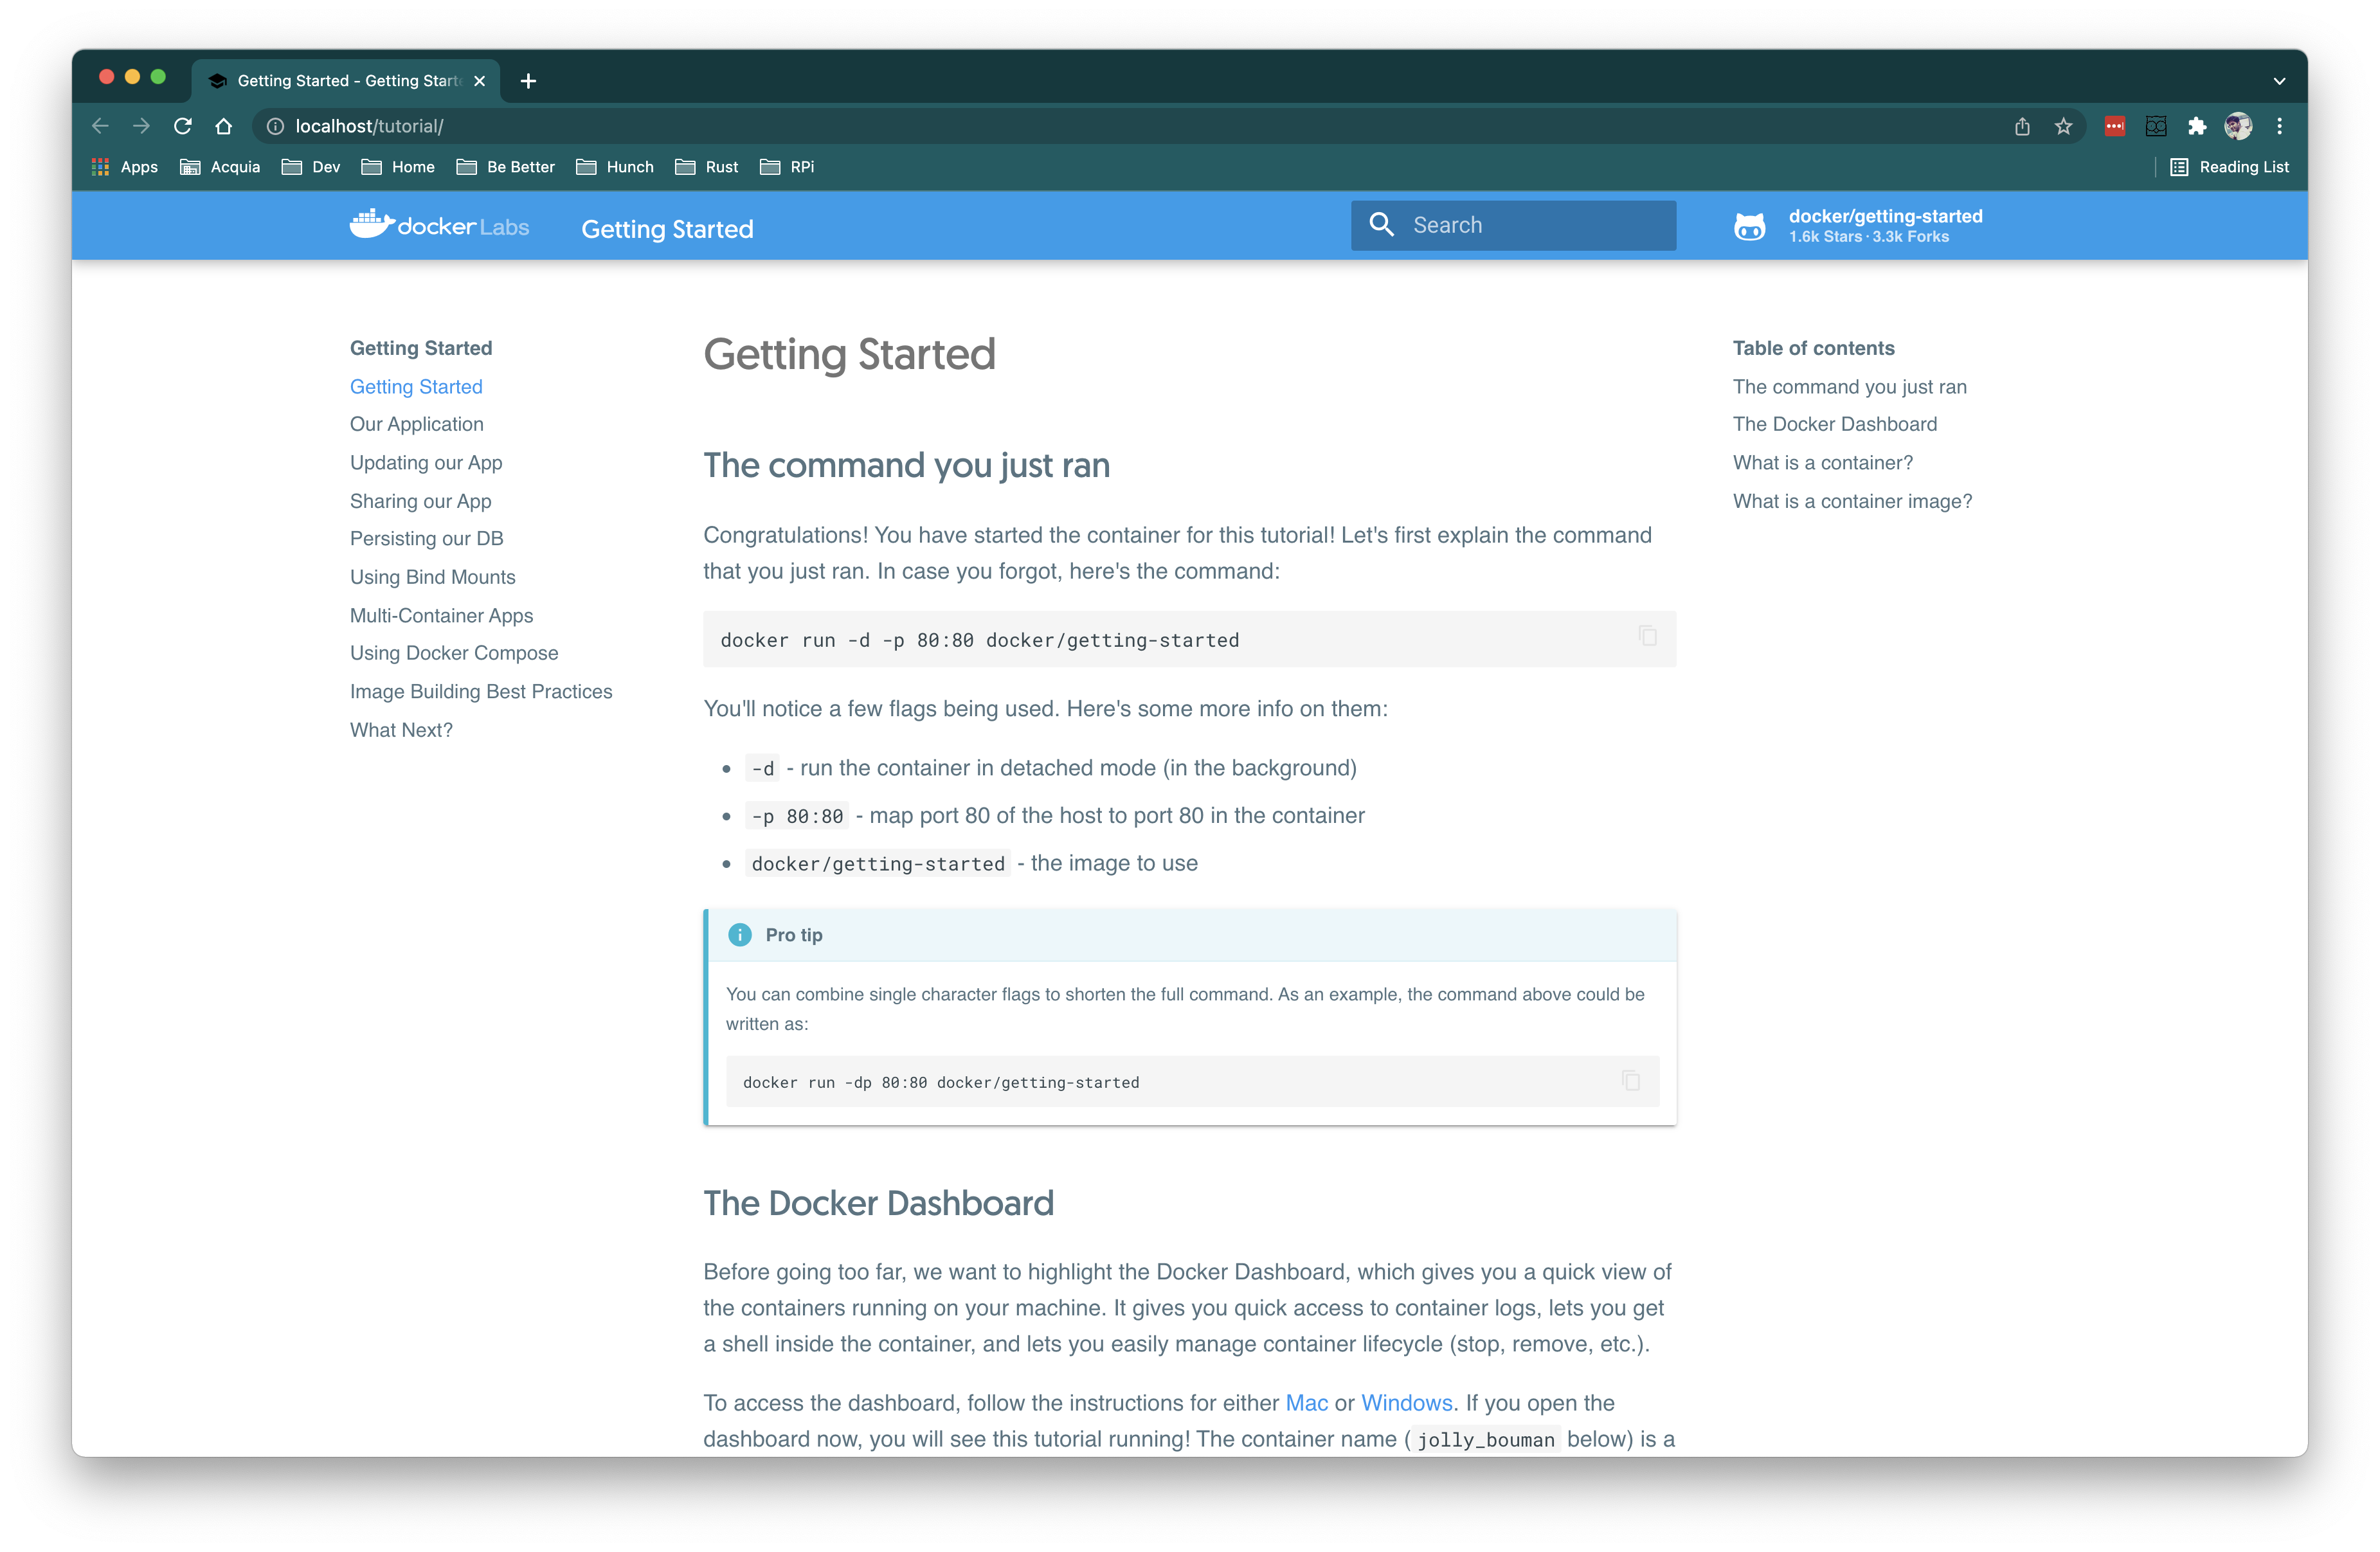 Getting Started - Getting Starte
localhost/tutorial/
Apps
Acquia
Dev
Home
Be Better
Hunch
Rust
RPi
Reading List
docker Labs
Getting Started
Search
docker/getting-started
1.6k Stars · 3.3k Forks
Getting Started
Getting Started
Our Application
Updating our App
Sharing our App
Persisting our DB
Using Bind Mounts
Multi-Container Apps
Using Docker Compose
Image Building Best Practices
What Next?
Getting Started
The command you just ran
Congratulations! You have started the container for this tutorial! Let's first explain the command
that you just ran. In case you forgot, here's the command:
docker run -d -p 80:80 docker/getting-started
You'll notice a few flags being used. Here's some more info on them:
-d - run the container in detached mode (in the background)
-p 80:80 - map port 80 of the host to port 80 in the container
docker/getting-started - the image to use
Pro tip
You can combine single character flags to shorten the full command. As an example, the command above could be
written as:
docker run -dp 80:80 docker/getting-started
The Docker Dashboard
Before going too far, we want to highlight the Docker Dashboard, which gives you a quick view of
the containers running on your machine. It gives you quick access to container logs, lets you get
a shell inside the container, and lets you easily manage container lifecycle (stop, remove, etc.).
To access the dashboard, follow the instructions for either Mac or Windows. If you open the
dashboard now, you will see this tutorial running! The container name ( jolly_bouman below) is a
Table of contents
The command you just ran
The Docker Dashboard
What is a container?
What is a container image?